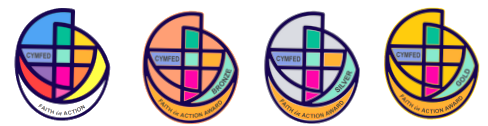 CYMFED
FAITH in ACTION
CYMFED
BRONZE
FAITH in ACTION AWARD
CYMFED
SILVER
FAITH in ACTION AWARD
CYMFED
GOLD
FAITH in ACTION AWARD